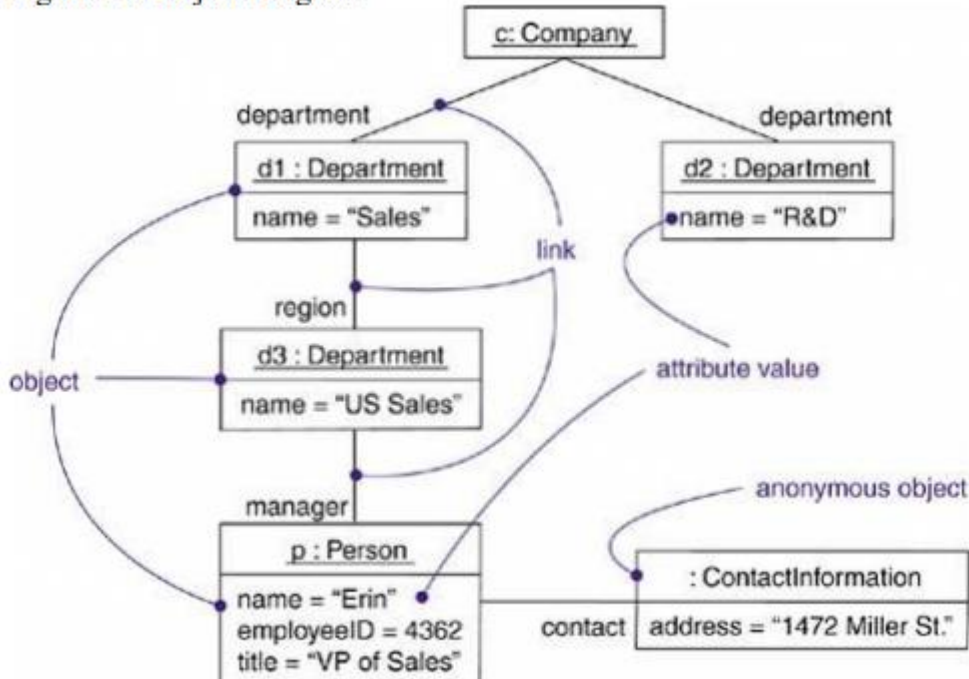 c: Company
department
department
d1 : Department
d2 : Department
name = "Sales"
name = "R&D"
link
region
d3 : Department
object
attribute value
name = "US Sales"
anonymous object
manager
p : Person
: ContactInformation
name = "Erin"
employeeID = 4362
contact
address = "1472 Miller St."
title = "VP of Sales"